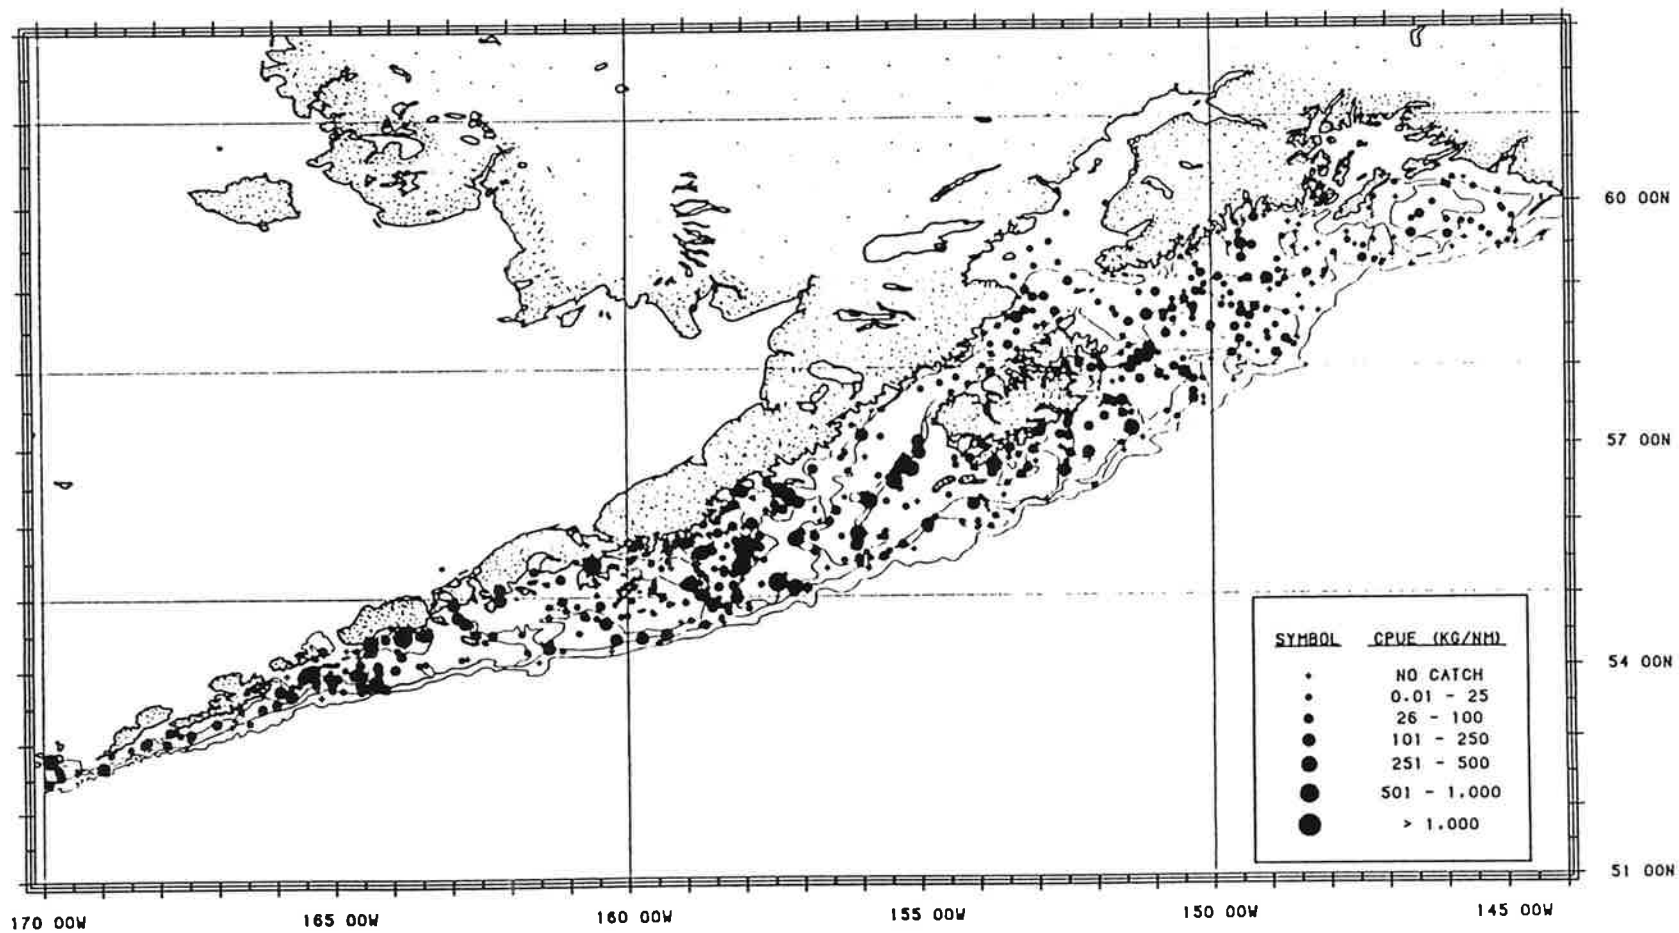 60 00N
57 00N
SYMBOL CPUE (KG/NM)
NO CATCH
0.01 - 25
26 - 100
101 - 250
251 - 500
501 - 1.000
> 1.000
54 00N
51 00N
170 00W 165 00W 160 00W 155 00W 150 00W 145 00W